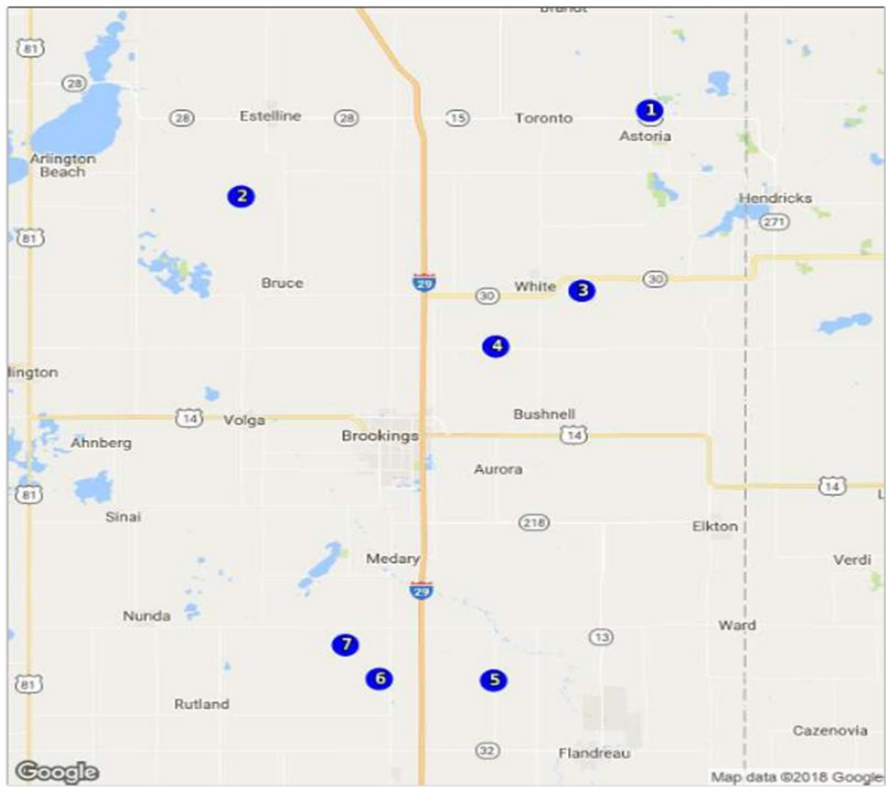 Brandt
81
28
1
28
Estelline
28
15
Toronto
Astoria
Arlington
Beach
2
Hendricks
271
81
Bruce
29
30
White
3
30
4
lington
14
Volga
Bushnell
Brookings
14
Ahnberg
Aurora
81
14
L
Sinai
218
Elkton
Medary
Verdi
29
Nunda
Ward
13
7
81
6
5
Rutland
32
Flandreau
Cazenovia
Google
Map data ©2018 Google